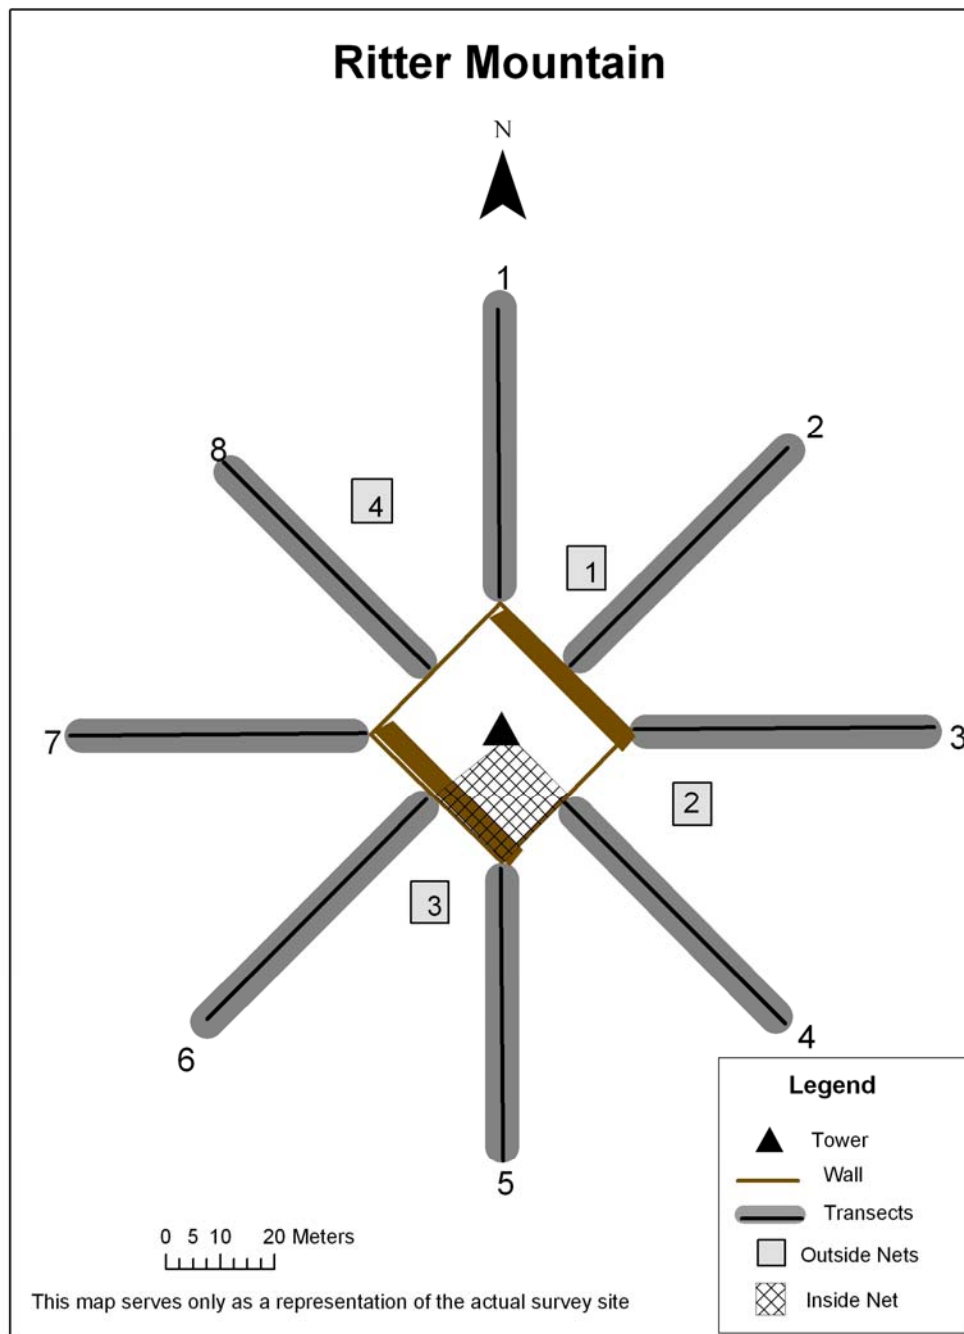 Ritter Mountain
N
1
2
8
4
1
7
3
2
3
6
4
5
Legend
Tower
Wall
Transects
Outside Nets
Inside Net
0 5 10 20 Meters
This map serves only as a representation of the actual survey site